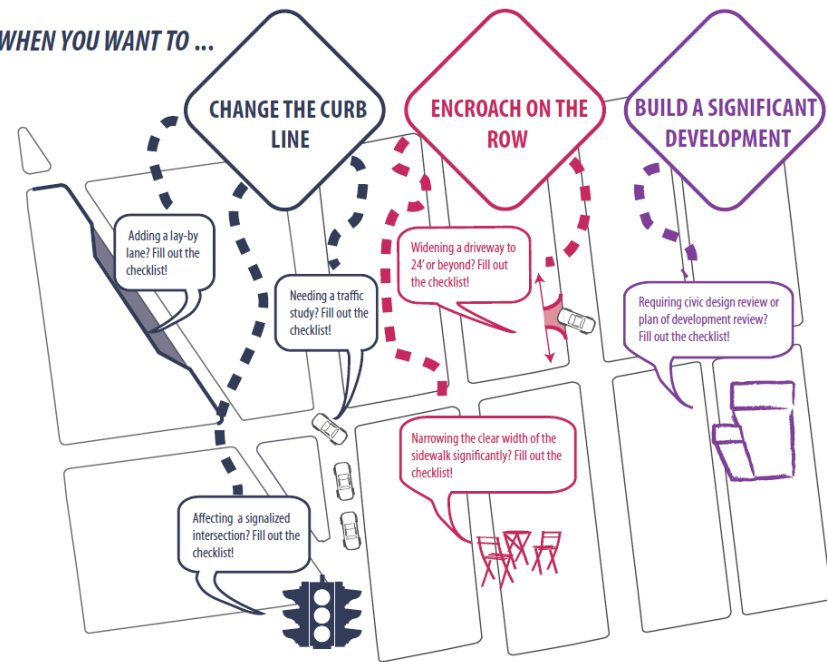 WHEN YOU WANT TO ...
CHANGE THE CURB
LINE
ENCROACH ON THE
ROW
BUILD A SIGNIFICANT
DEVELOPMENT
Adding a lay-by
lane? Fill out the
checklist!
Needing a traffic
study? Fill out the
checklist!
Widening a driveway to
24' or beyond? Fill out
the checklist!
Requiring civic design review or
plan of development review?
Fill out the checklist!
Narrowing the clear width of the
sidewalk significantly? Fill out the
checklist!
Affecting a signalized
intersection? Fill out the
checklist!